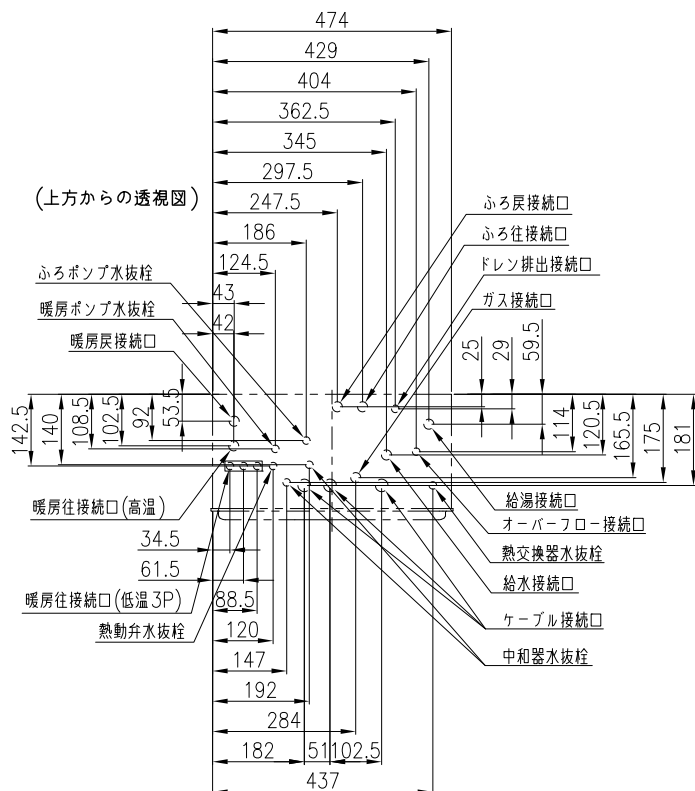 474
429
404
362.5
345
297.5
(上方からの透視図)
247.5
ふろ戻接続口
186
ふろ往接続口
124.5
ドレン排出接続口
ふろポンプ水抜栓
43
ガス接続口
暖房ポンプ水抜栓
42
暖房戻接続口
25
29
59.5
142.5
140
108.5
102.5
92
53.5
114
120.5
165.5
175
181
暖房往接続口(高温)
給湯接続口
オーバーフロー接続口
34.5
熱交換器水抜栓
61.5
給水接続口
暖房往接続口(低温3P)
88.5
ケーブル接続口
熱動弁水抜栓
120
147
中和器水抜栓
192
284
182
51
102.5
437